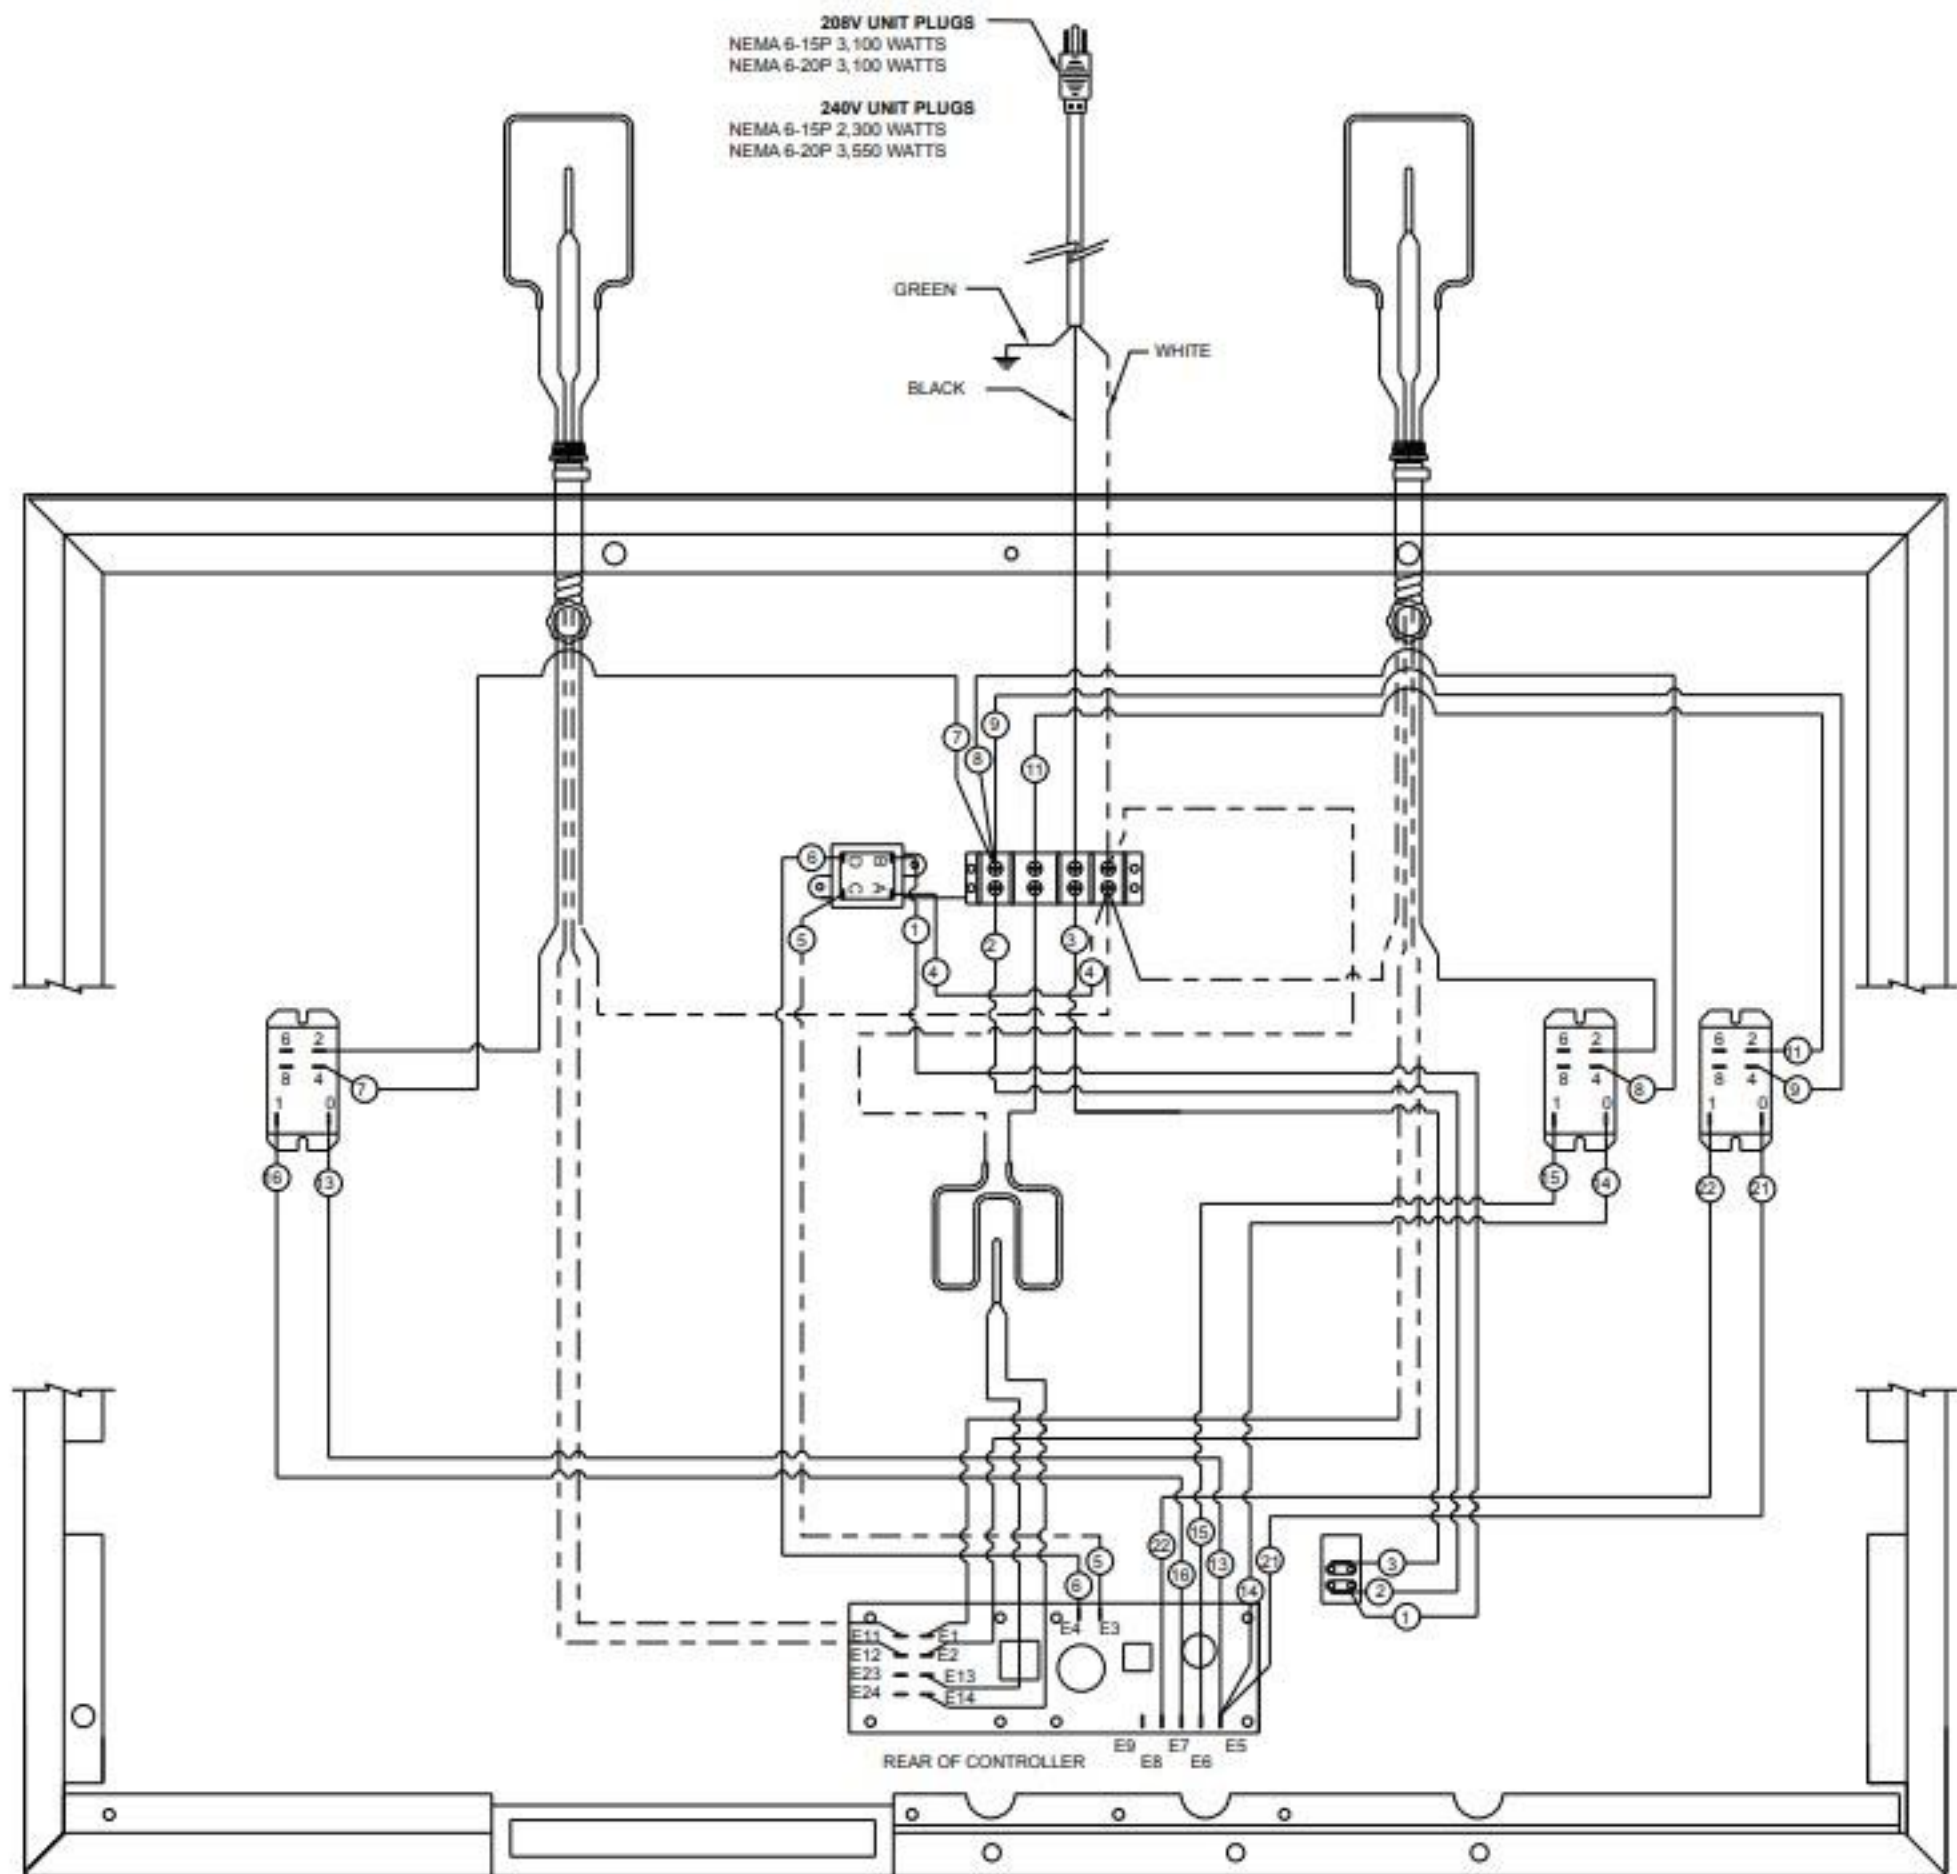 208V UNIT PLUGS
NEMA 6-15P 3,100 WATTS
NEMA 6-20P 3,100 WATTS
240V UNIT PLUGS
NEMA 6-15P 2,300 WATTS
NEMA 6-20P 3,550 WATTS
GREEN
WHITE
BLACK
9
7
8
11
6
D B
C A
5
1
2
3
4
4
6 2
8 4
1 0
7
16
13
6 2
8 4
1 0
8
15
14
6 2
8 4
1 0
11
9
22
21
15
22
5
13
21
3
16
6
14
2
1
E4 E3
E11 E1
E12 E2
E23 E13
E24 E14
E9 E7 E5
E8 E6
REAR OF CONTROLLER